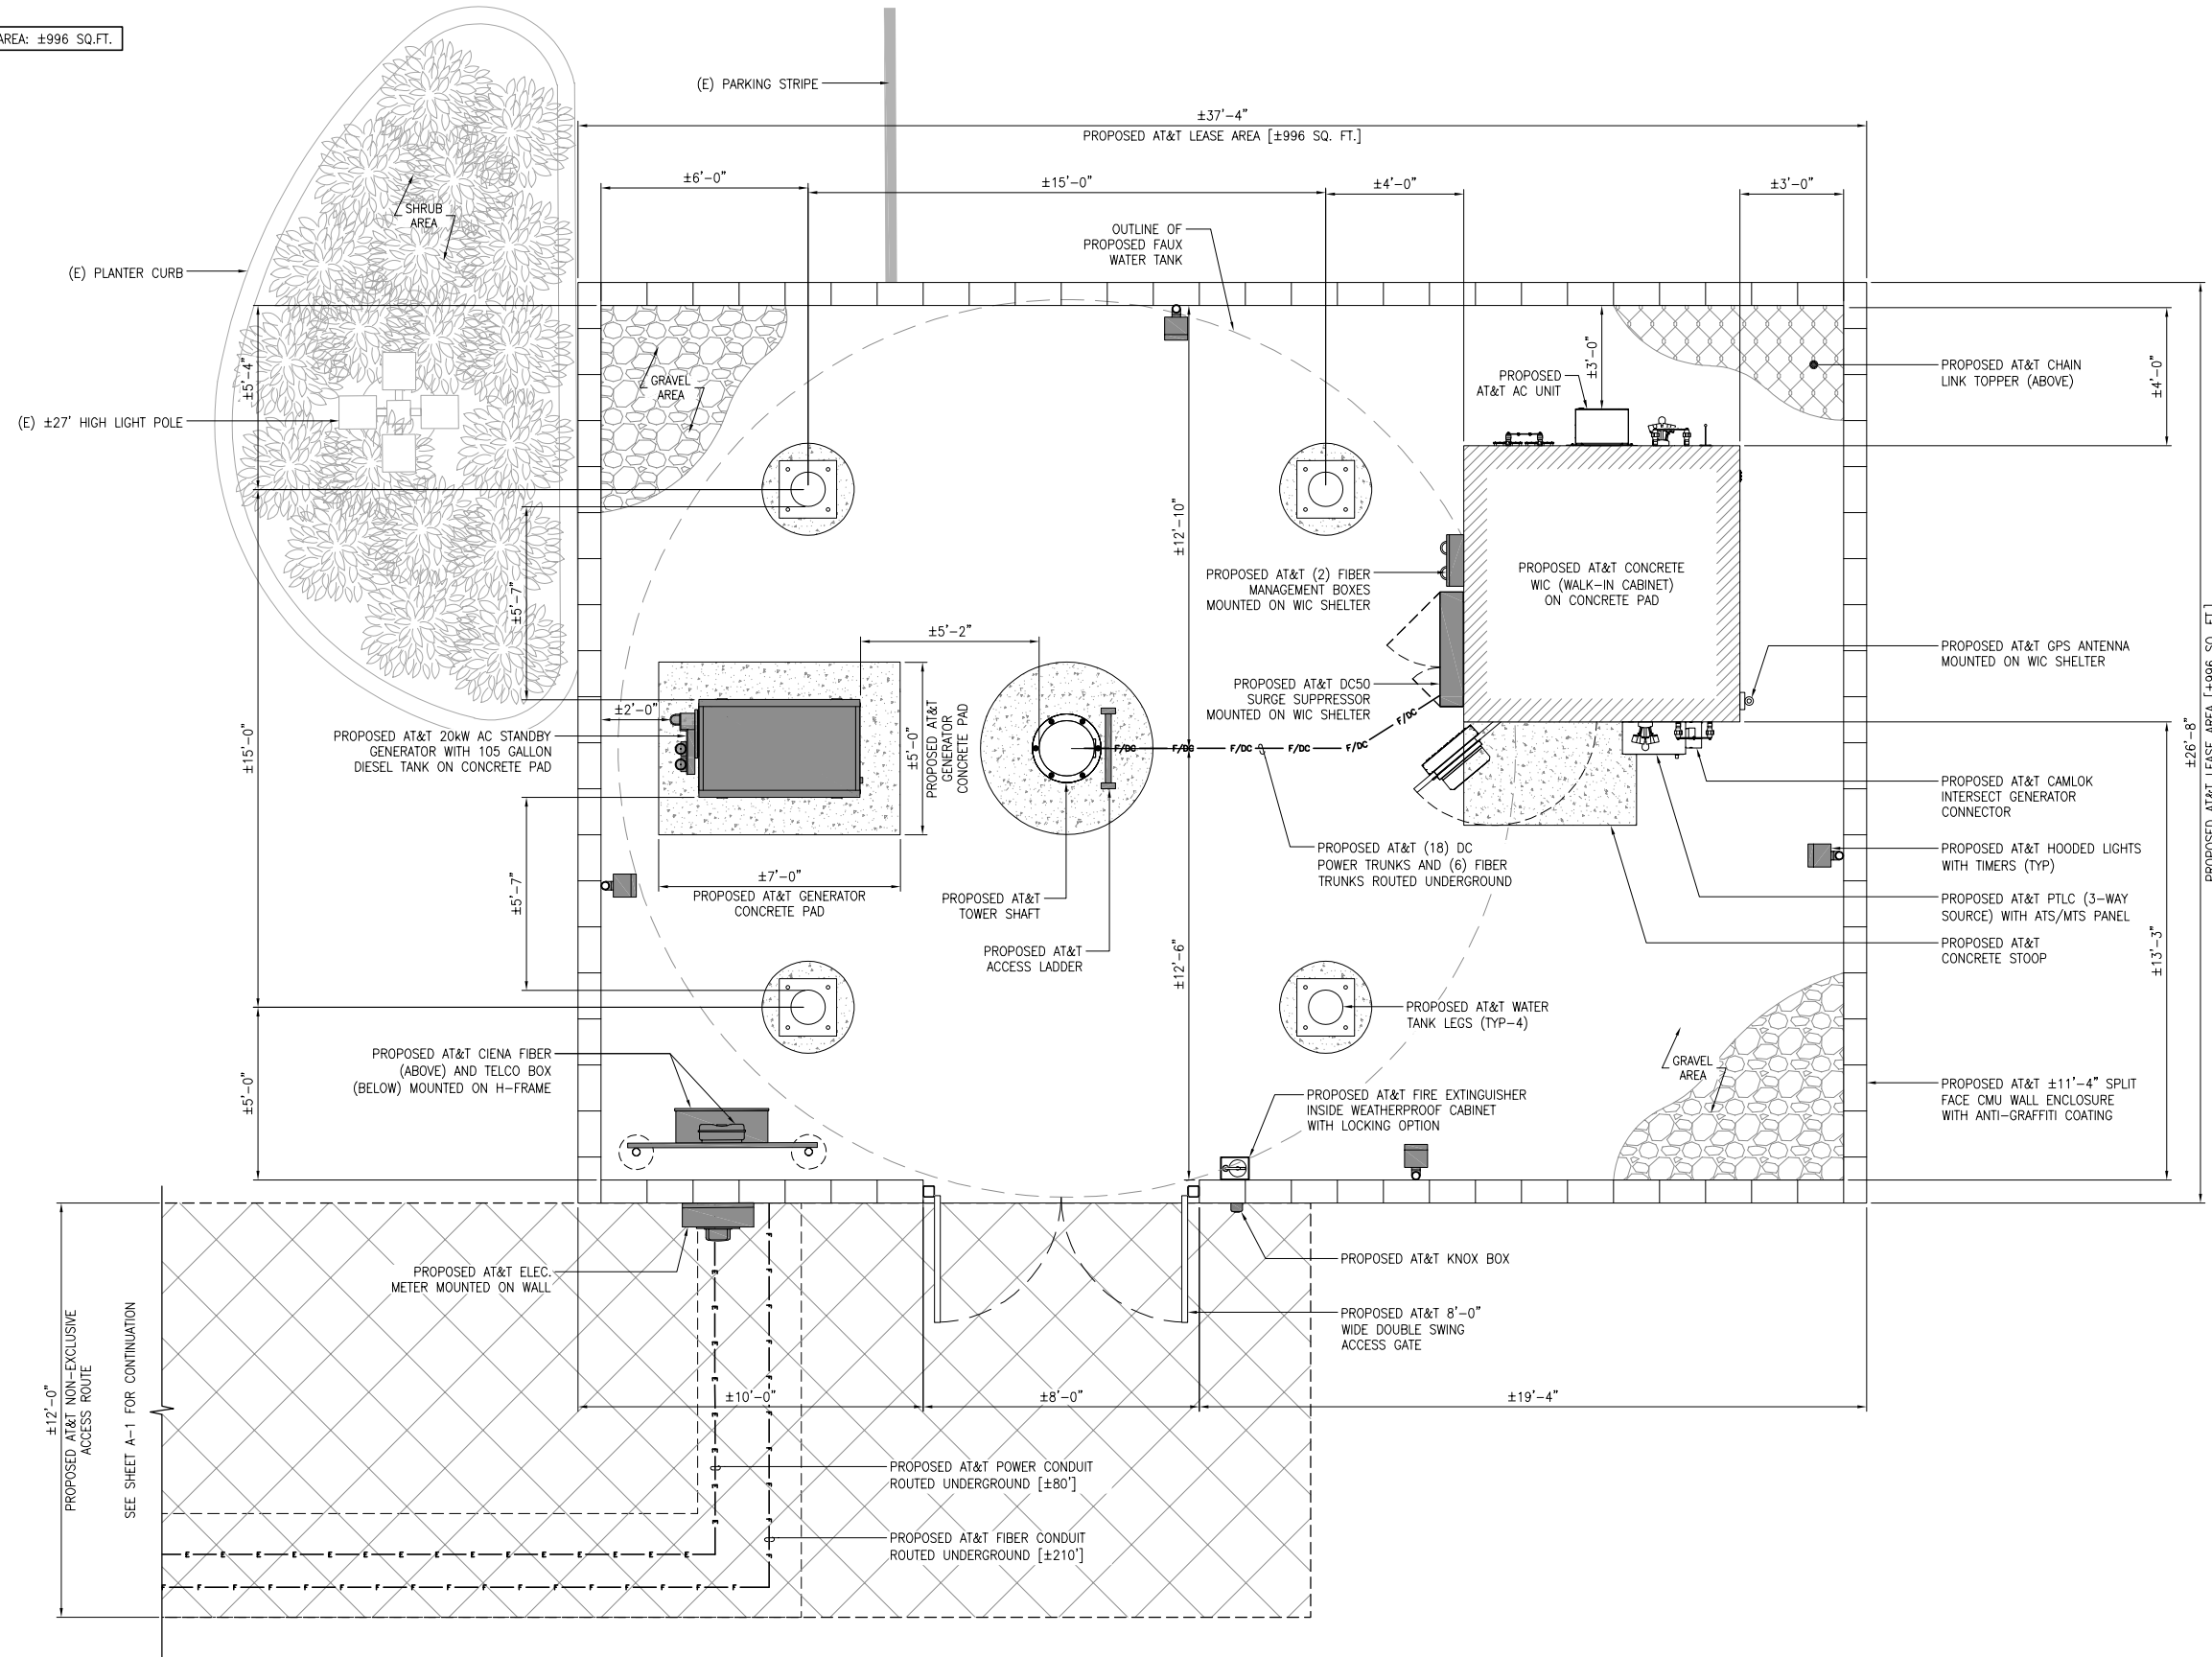 AREA: ±996 SQ.FT.
(E) PARKING STRIPE
±37'-4"
PROPOSED AT&T LEASE AREA [±996 SQ. FT.]
±6'-0"
±15'-0"
±4'-0"
±3'-0"
SHRUB
AREA
OUTLINE OF
PROPOSED FAUX
WATER TANK
(E) PLANTER CURB
±5'-4"
GRAVEL
AREA
±3'-0"
PROPOSED
AT&T AC UNIT
PROPOSED AT&T CHAIN
LINK TOPPER (ABOVE)
±4'-0"
(E) ±27' HIGH LIGHT POLE
±12'-10"
±5'-7"
PROPOSED AT&T (2) FIBER
MANAGEMENT BOXES
MOUNTED ON WIC SHELTER
PROPOSED AT&T CONCRETE
WIC (WALK-IN CABINET)
ON CONCRETE PAD
±5'-2"
PROPOSED AT&T GPS ANTENNA
MOUNTED ON WIC SHELTER
PROPOSED AT&T DC50
SURGE SUPPRESSOR
MOUNTED ON WIC SHELTER
±2'-0"
±15'-0"
PROPOSED AT&T 20kW AC STANDBY
GENERATOR WITH 105 GALLON
DIESEL TANK ON CONCRETE PAD
±5'-0"
PROPOSED AT&T
GENERATOR
CONCRETE PAD
F/DC
F/DC
F/DC
F/DC
F/DC
F/DC
±26'-8"
PROPOSED AT&T LEASE AREA [±996 SQ. FT.]
PROPOSED AT&T CAMLOK
INTERSECT GENERATOR
CONNECTOR
PROPOSED AT&T (18) DC
POWER TRUNKS AND (6) FIBER
TRUNKS ROUTED UNDERGROUND
PROPOSED AT&T HOODED LIGHTS
WITH TIMERS (TYP)
±7'-0"
PROPOSED AT&T GENERATOR
CONCRETE PAD
±5'-7"
PROPOSED AT&T
TOWER SHAFT
PROPOSED AT&T PTLC (3-WAY
SOURCE) WITH ATS/MTS PANEL
PROPOSED AT&T
ACCESS LADDER
±12'-6"
PROPOSED AT&T
CONCRETE STOOP
±13'-3"
PROPOSED AT&T WATER
TANK LEGS (TYP-4)
PROPOSED AT&T CIENA FIBER
(ABOVE) AND TELCO BOX
(BELOW) MOUNTED ON H-FRAME
±5'-0"
GRAVEL
AREA
PROPOSED AT&T FIRE EXTINGUISHER
INSIDE WEATHERPROOF CABINET
WITH LOCKING OPTION
PROPOSED AT&T ±11'-4" SPLIT
FACE CMU WALL ENCLOSURE
WITH ANTI-GRAFFITI COATING
PROPOSED AT&T ELEC.
METER MOUNTED ON WALL
PROPOSED AT&T KNOX BOX
PROPOSED AT&T 8'-0"
WIDE DOUBLE SWING
ACCESS GATE
±12'-0"
PROPOSED AT&T NON-EXCLUSIVE
ACCESS ROUTE
SEE SHEET A-1 FOR CONTINUATION
±10'-0"
±8'-0"
±19'-4"
PROPOSED AT&T POWER CONDUIT
ROUTED UNDERGROUND [±80']
PROPOSED AT&T FIBER CONDUIT
ROUTED UNDERGROUND [±210']
E E E E E E E E E E E E E E E
F F F F F F F F F F F F F F F F F